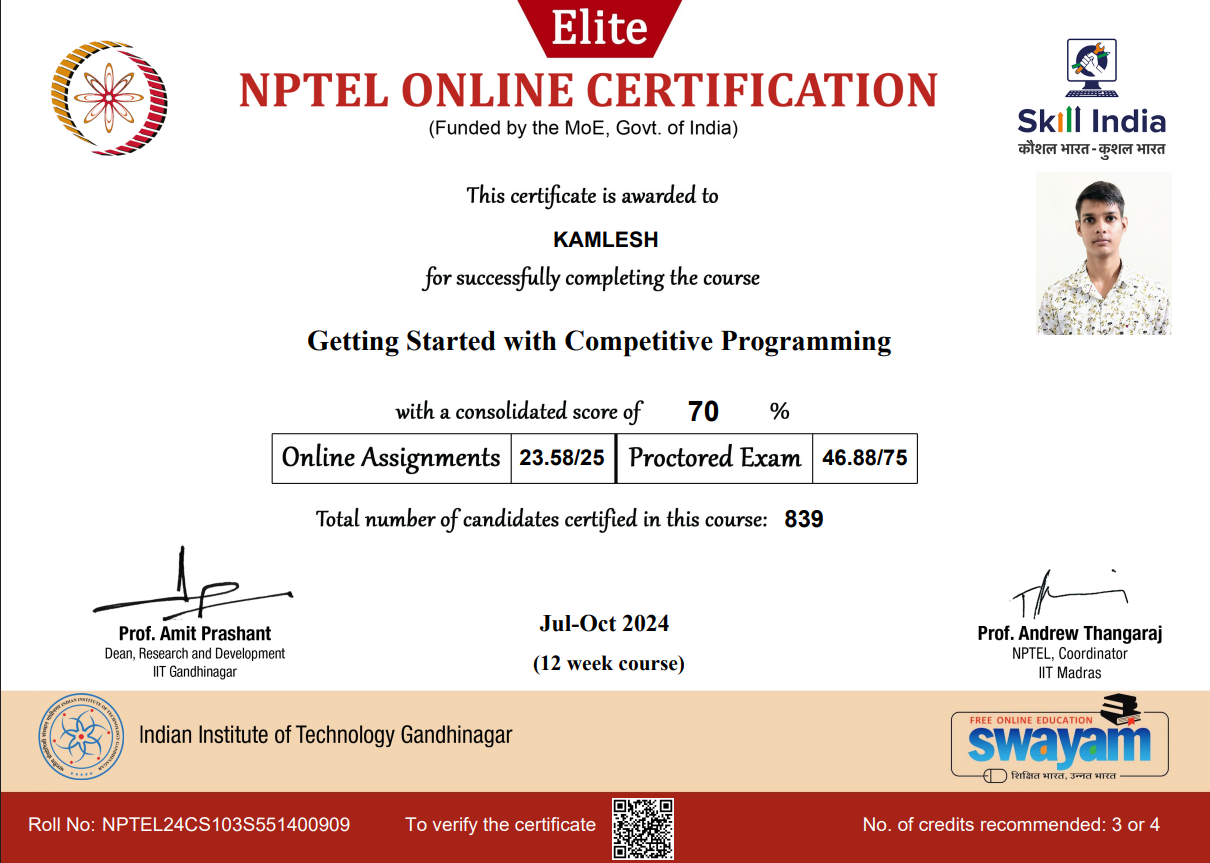 Elite
NPTEL ONLINE CERTIFICATION
(Funded by the MoE, Govt. of India)
Skill India
कौशल भारत - कुशल भारत
This certificate is awarded to
KAMLESH
for successfully completing the course
Getting Started with Competitive Programming
with a consolidated score of 70 %
Online Assignments 23.58/25 Proctored Exam 46.88/75
Total number of candidates certified in this course: 839
Prof. Amit Prashant
Dean, Research and Development
IIT Gandhinagar
Jul-Oct 2024
(12 week course)
Prof. Andrew Thangaraj
NPTEL, Coordinator
IIT Madras
INDIAN INSTITUTE OF TECHNOLOGY GANDHINAGAR
Indian Institute of Technology Gandhinagar
FREE ONLINE EDUCATION
swayam
शिक्षित भारत, उन्नत भारत
Roll No: NPTEL24CS103S551400909
To verify the certificate
No. of credits recommended: 3 or 4